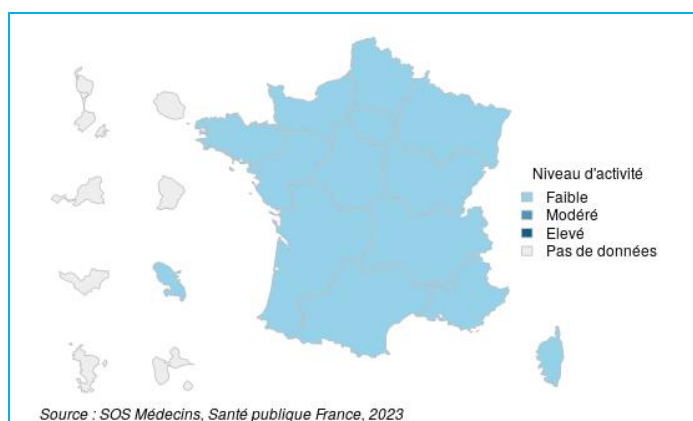 Niveau d'activité
Faible
Modéré
Elevé
Pas de données
Source : SOS Médecins, Santé publique France, 2023